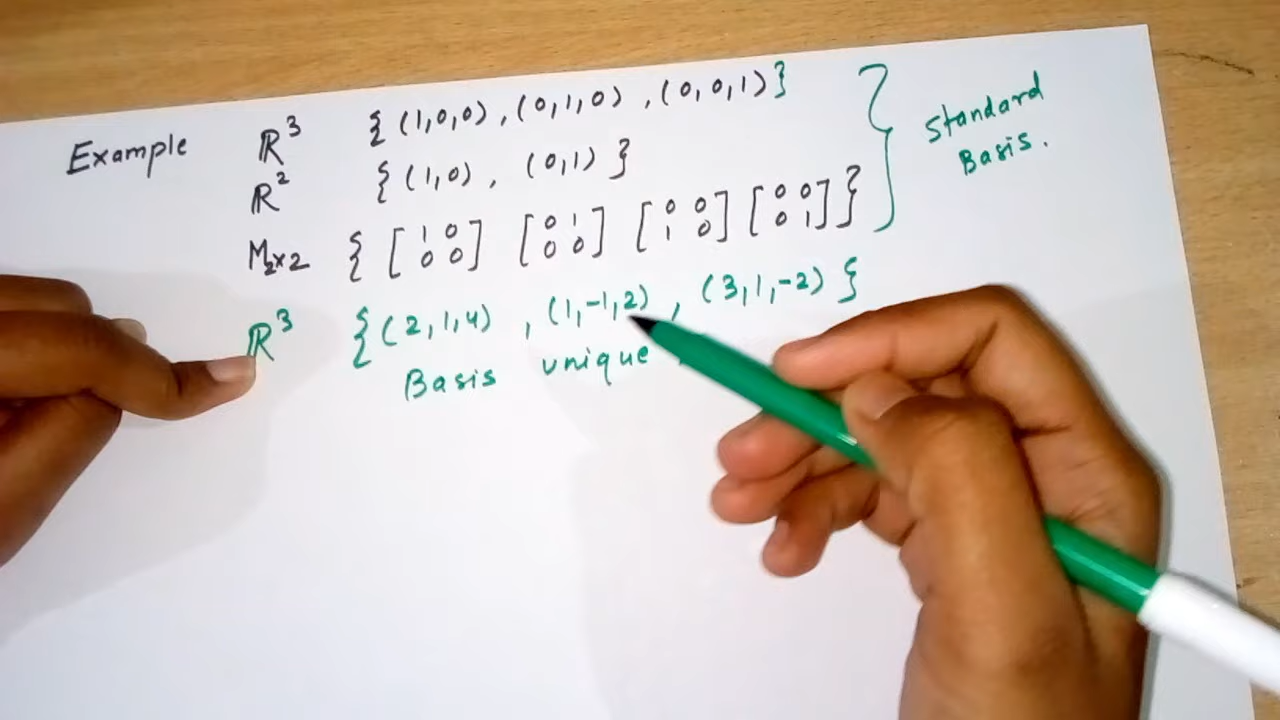 Example ℝ³ {(1,0,0), (0,1,0), (0,0,1)}
ℝ² {(1,0), (0,1)}
M₂ₓ₂ {[1 0 0 0] [0 1 0 0] [0 0 1 0] [0 0 0 1]}
} Standard
Basis.
ℝ³ {(2,1,4), (1,-1,2), (3,1,-2)}
Basis unique